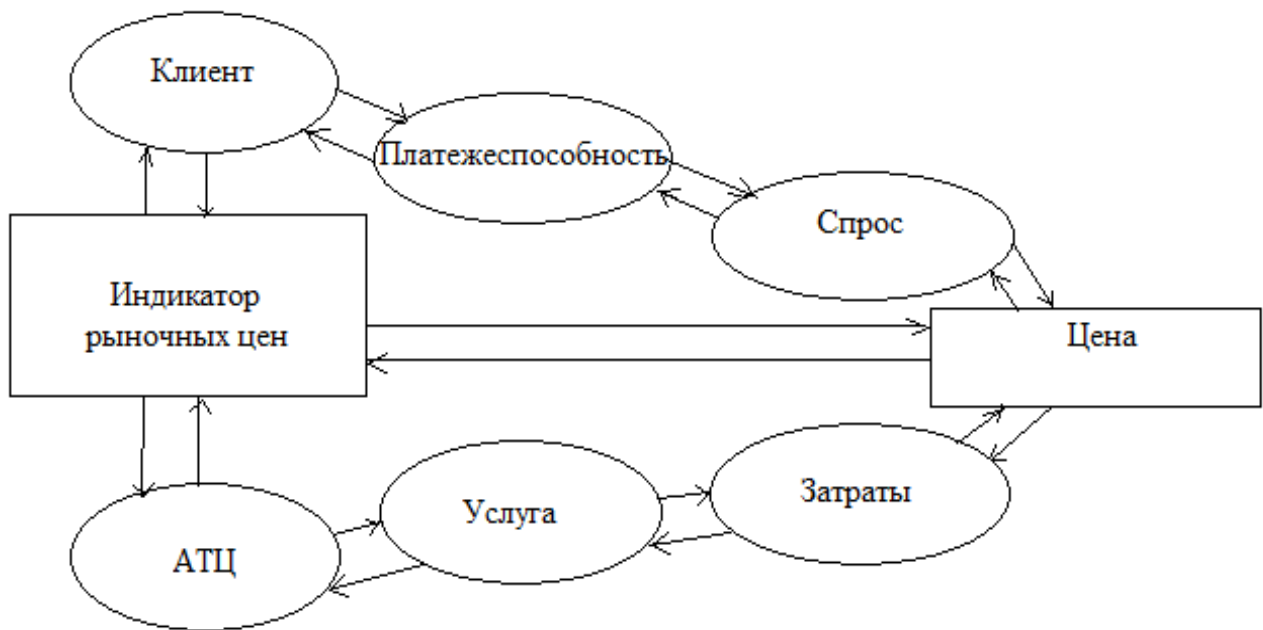 Клиент
Платежеспособность
Спрос
Индикатор
рыночных цен
Цена
Затраты
Услуга
АТЦ